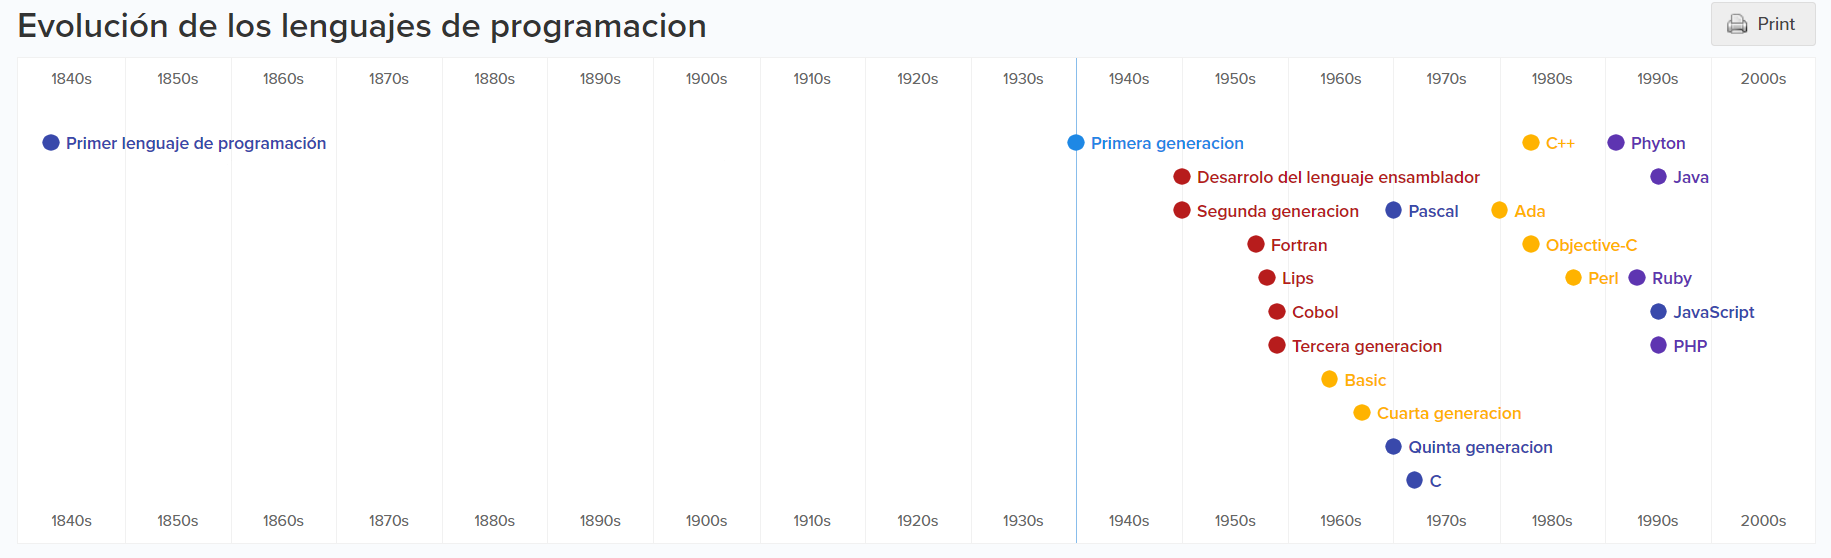 Evolución de los lenguajes de programacion
Print
1840s 1850s 1860s 1870s 1880s 1890s 1900s 1910s 1920s 1930s 1940s 1950s 1960s 1970s 1980s 1990s 2000s
Primer lenguaje de programación Primera generacion C++ Phyton
Desarrolo del lenguaje ensamblador Java
Segunda generacion Pascal Ada
Fortran Objective-C
Lips Perl Ruby
Cobol JavaScript
Tercera generacion PHP
Basic
Cuarta generacion
Quinta generacion
C
1840s 1850s 1860s 1870s 1880s 1890s 1900s 1910s 1920s 1930s 1940s 1950s 1960s 1970s 1980s 1990s 2000s